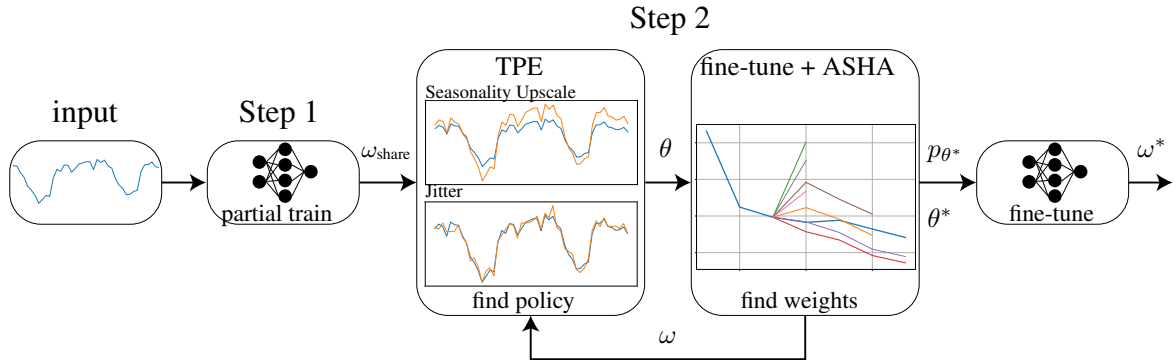 Step 2
input
Step 1
partial train
ω_share
TPE
Seasonality Upscale
Jitter
find policy
θ
fine-tune + ASHA
find weights
ω
p_θ*
θ*
fine-tune
ω*